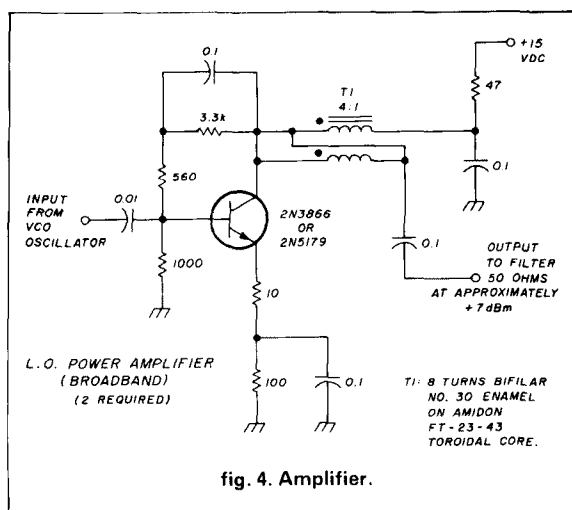 0.1
3.3k
560
INPUT
FROM
VCO
OSCILLATOR
0.01
1000
2N3866
OR
2N5179
10
100
0.1
T1
4:1
+15
VDC
47
0.1
0.1
OUTPUT
TO FILTER
50 OHMS
AT APPROXIMATELY
+7dBm
L.O. POWER AMPLIFIER
(BROADBAND)
(2 REQUIRED)
T1: 8 TURNS BIFILAR
NO. 30 ENAMEL
ON AMIDON
FT-23-43
TOROIDAL CORE.
fig. 4. Amplifier.